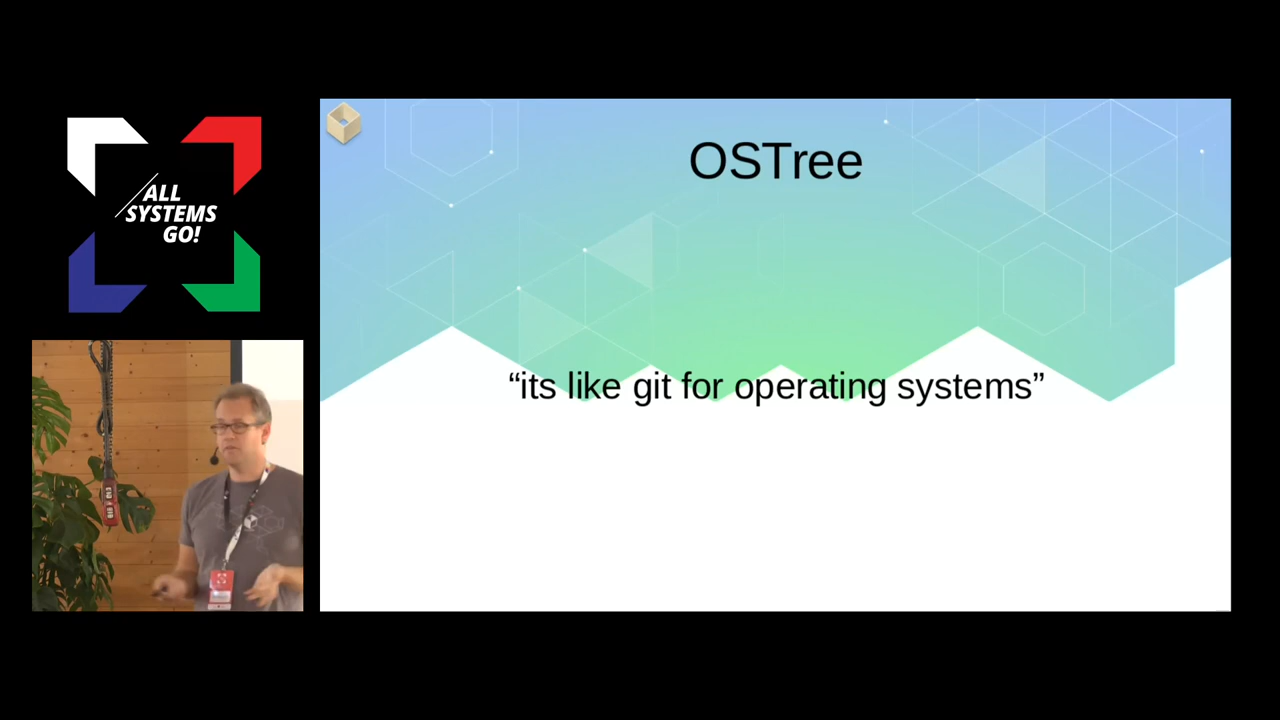 ALL
SYSTEMS
GO!
OSTree
“its like git for operating systems”